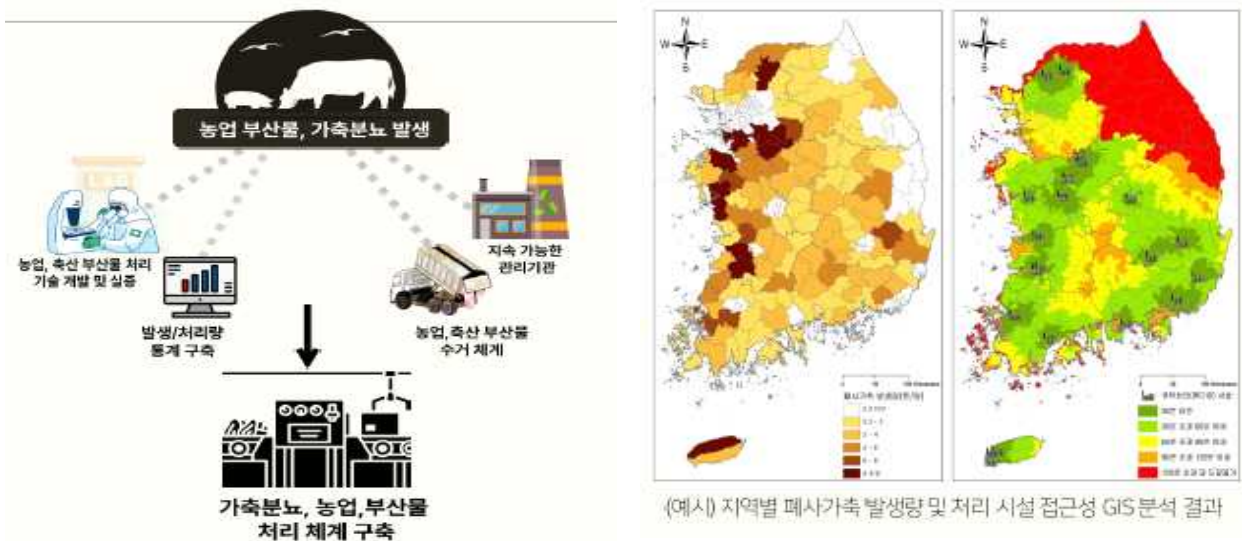 농업 부산물, 가축분뇨 발생
농업, 축산 부산물 처리
기술 개발 및 실증
발생/처리량
통계 구축
지속 가능한
관리기관
농업,축산 부산물
수거 체계
가축분뇨, 농업,부산물
처리 체계 구축
N
W E
S
N
W E
S
(예시) 지역별 폐사가축 발생량 및 처리 시설 접근성 GIS 분석 결과